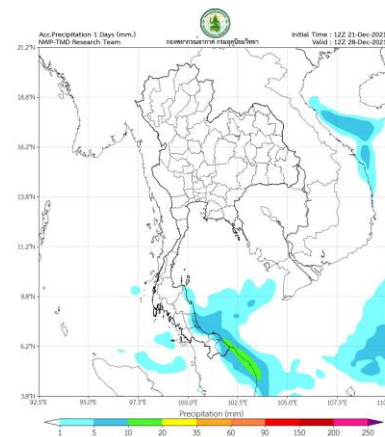 Acc.Precipitation 1 Days (mm.)
NWP-TMD Research Team
กองพยากรณ์อากาศ กรมอุตุนิยมวิทยา
Initial Time : 12Z 21-Dec-2021
Valid : 12Z 28-Dec-2021
21.2°N
18.8°N
16.2°N
13.8°N
11.2°N
8.8°N
6.2°N
3.8°N
92.5°E 95.0°E 97.5°E 100.0°E 102.5°E 105.0°E 107.5°E
Precipitation (mm)
1 5 10 20 35 60 90 150 200 250